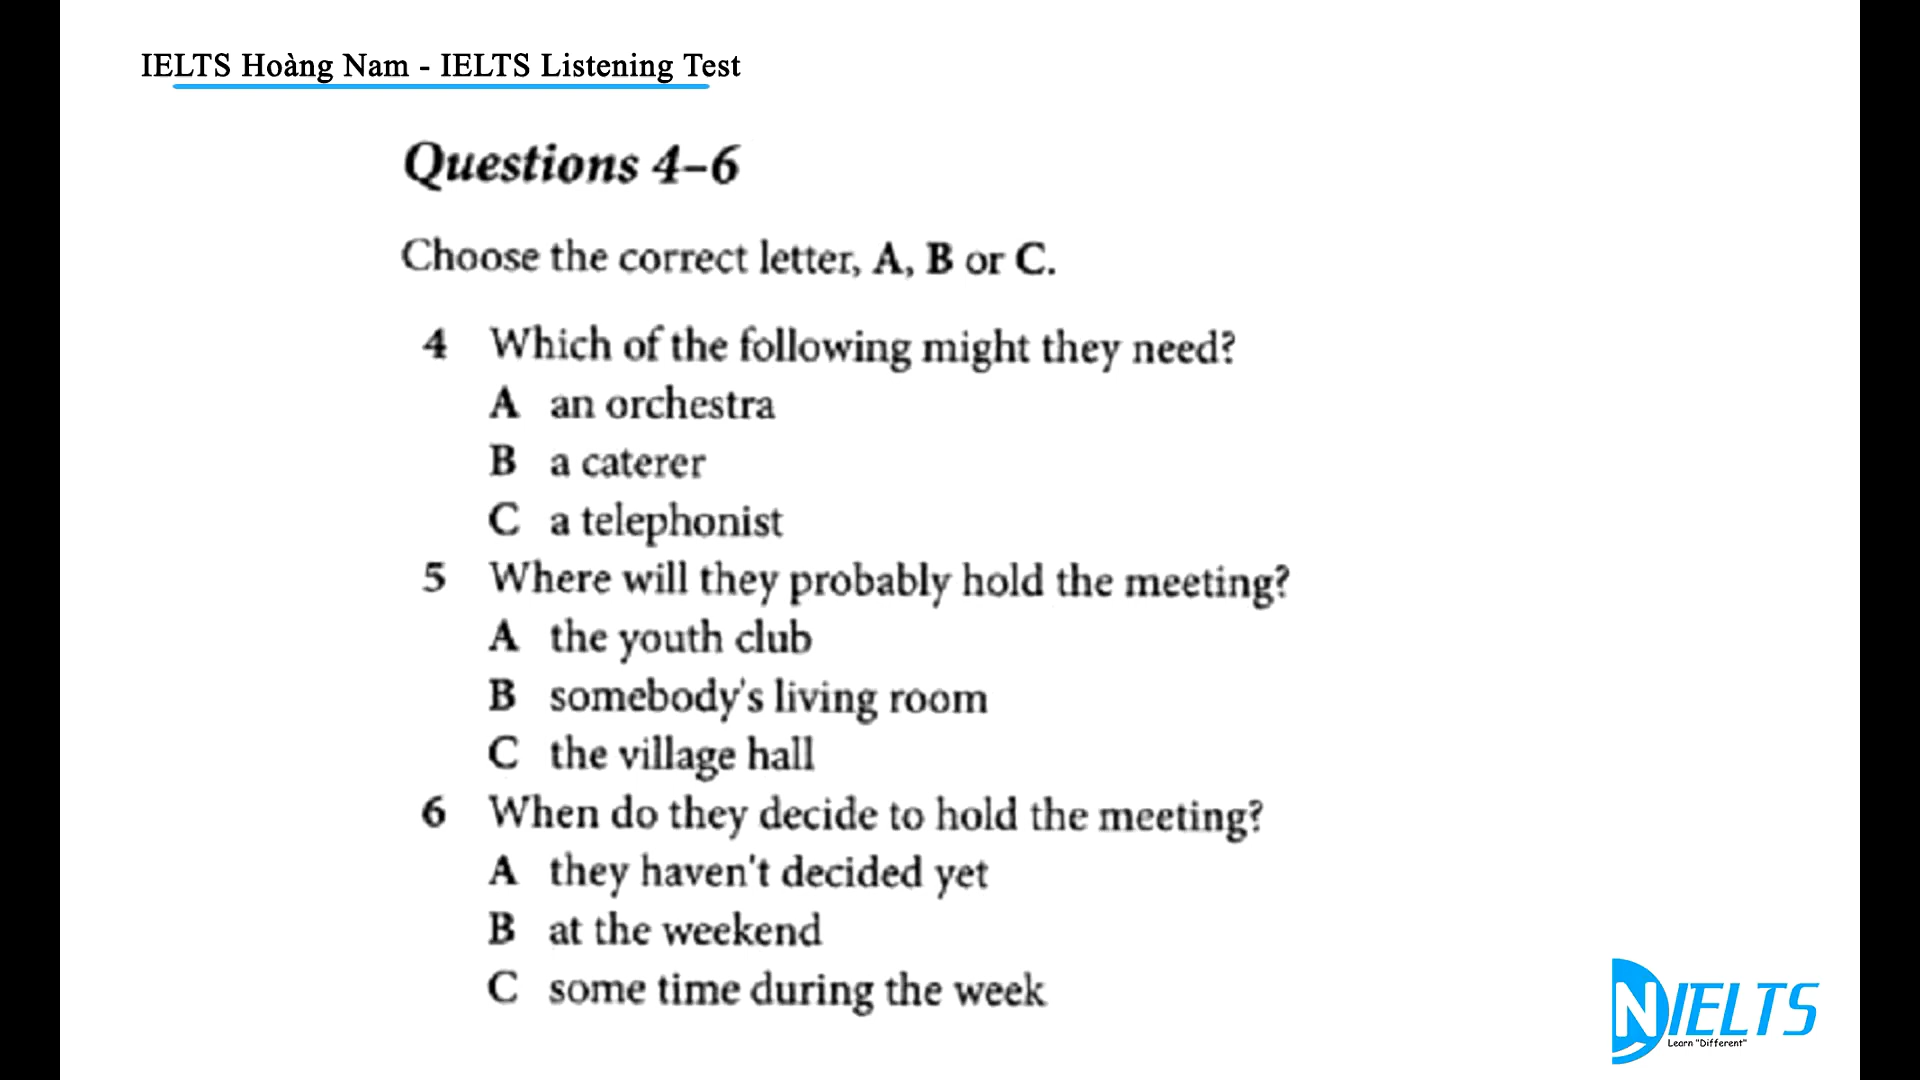 IELTS Hoàng Nam - IELTS Listening Test
Questions 4–6
Choose the correct letter, A, B or C.
4 Which of the following might they need?
A an orchestra
B a caterer
C a telephonist
5 Where will they probably hold the meeting?
A the youth club
B somebody's living room
C the village hall
6 When do they decide to hold the meeting?
A they haven't decided yet
B at the weekend
C some time during the week
NIELTS
Learn "Different"